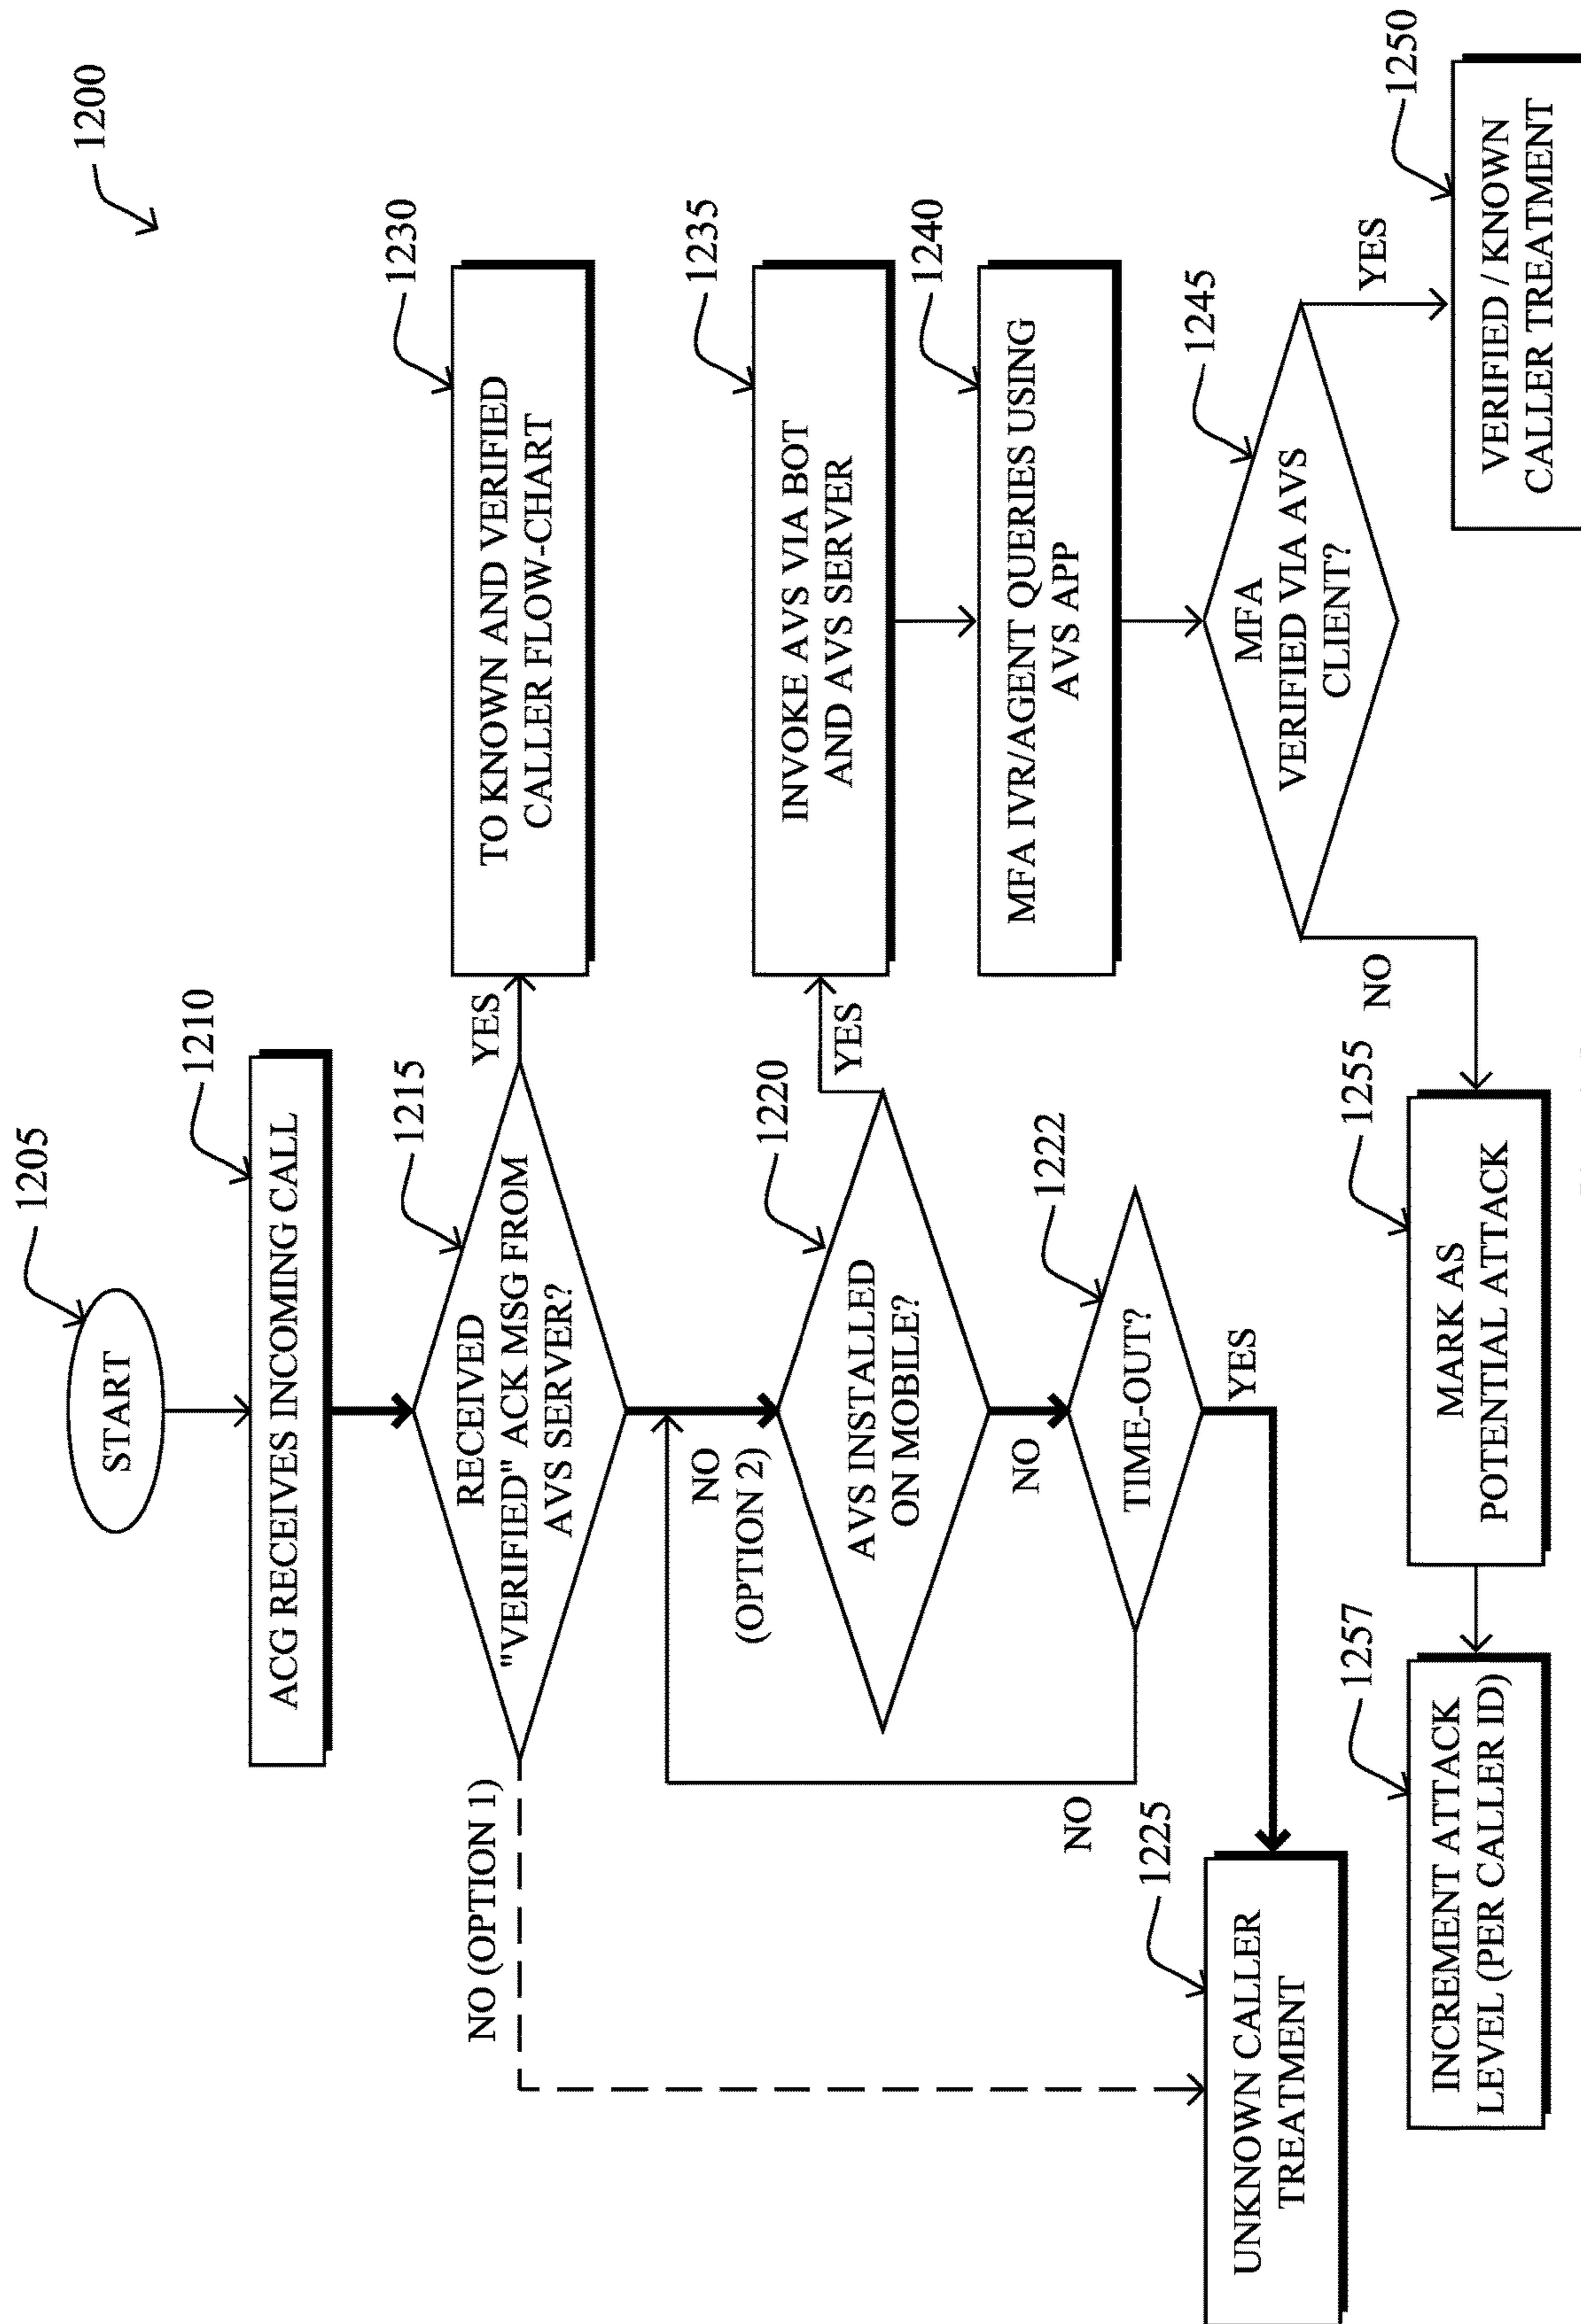 1200
1205
START
1210
ACG RECEIVES INCOMING CALL
1215
RECEIVED
"VERIFIED" ACK MSG FROM
AVS SERVER?
YES
1230
TO KNOWN AND VERIFIED
CALLER FLOW-CHART
NO (OPTION 1)
NO
(OPTION 2)
1220
AVS INSTALLED
ON MOBILE?
YES
1235
INVOKE AVS VIA BOT
AND AVS SERVER
NO
1222
TIME-OUT?
NO
YES
1225
UNKNOWN CALLER
TREATMENT
1240
MFA IVR/AGENT QUERIES USING
AVS APP
1245
MFA
VERIFIED VIA AVS
CLIENT?
YES
1250
VERIFIED / KNOWN
CALLER TREATMENT
NO
1255
MARK AS
POTENTIAL ATTACK
1257
INCREMENT ATTACK
LEVEL (PER CALLER ID)